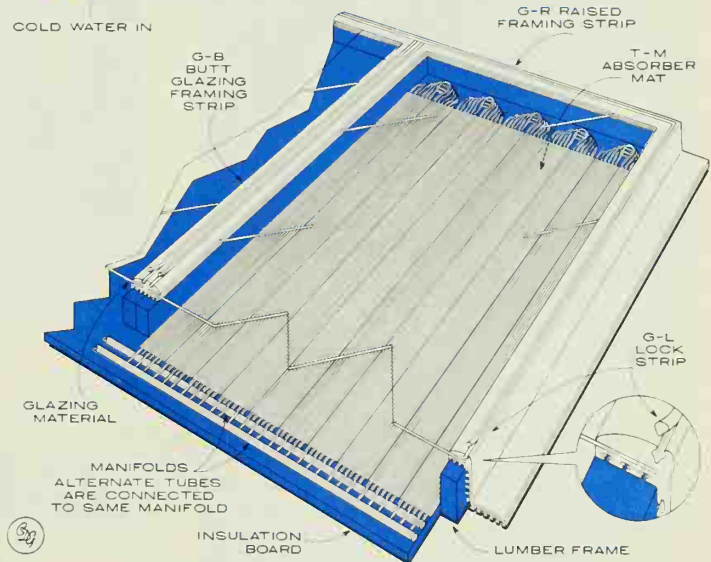 COLD WATER IN
G-R RAISED
FRAMING STRIP
G-B
BUTT
GLAZING
FRAMING
STRIP
T-M
ABSORBER
MAT
G-L
LOCK
STRIP
GLAZING
MATERIAL
MANIFOLDS
ALTERNATE TUBES
ARE CONNECTED
TO SAME MANIFOLD
INSULATION
BOARD
LUMBER FRAME